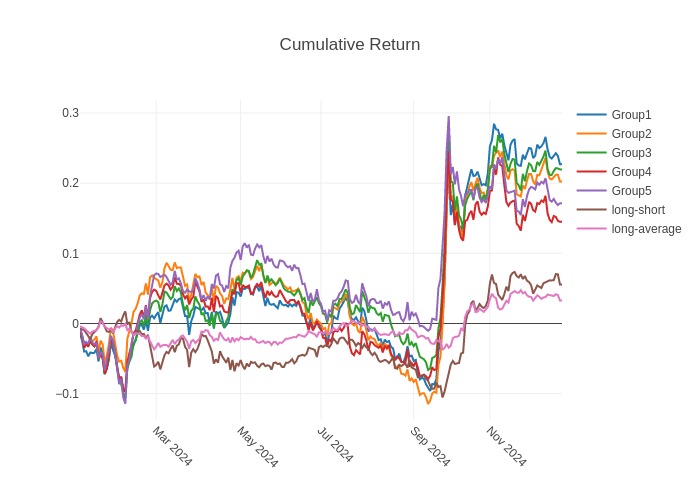 Cumulative Return
0.3
0.2
0.1
0
−0.1
Mar 2024
May 2024
Jul 2024
Sep 2024
Nov 2024
Group1
Group2
Group3
Group4
Group5
long-short
long-average